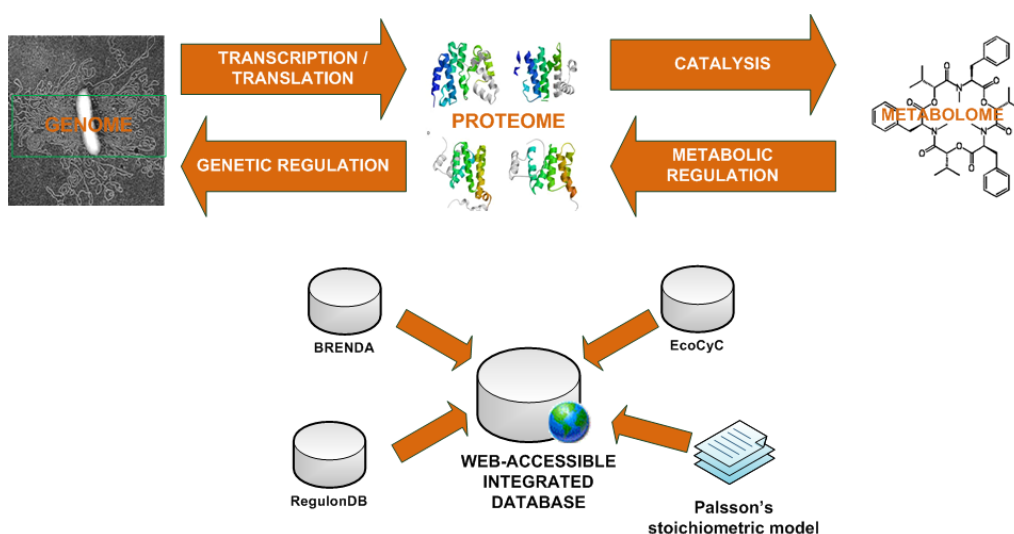 TRANSCRIPTION /
TRANSLATION
CATALYSIS
GENOME
PROTEOME
METABOLOME
GENETIC REGULATION
METABOLIC
REGULATION
O
N
O
O
O
N
O
O
O
N
O
N
O
O
O
O
BRENDA
EcoCyC
RegulonDB
WEB-ACCESSIBLE
INTEGRATED
DATABASE
Palsson's
stoichiometric model